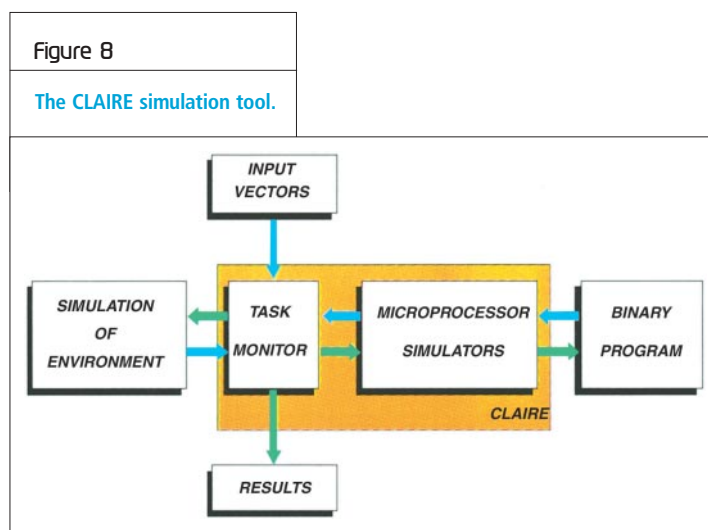 Figure 8
The CLAIRE simulation tool.
INPUT
VECTORS
SIMULATION
OF
ENVIRONMENT
TASK
MONITOR
MICROPROCESSOR
SIMULATORS
BINARY
PROGRAM
CLAIRE
RESULTS